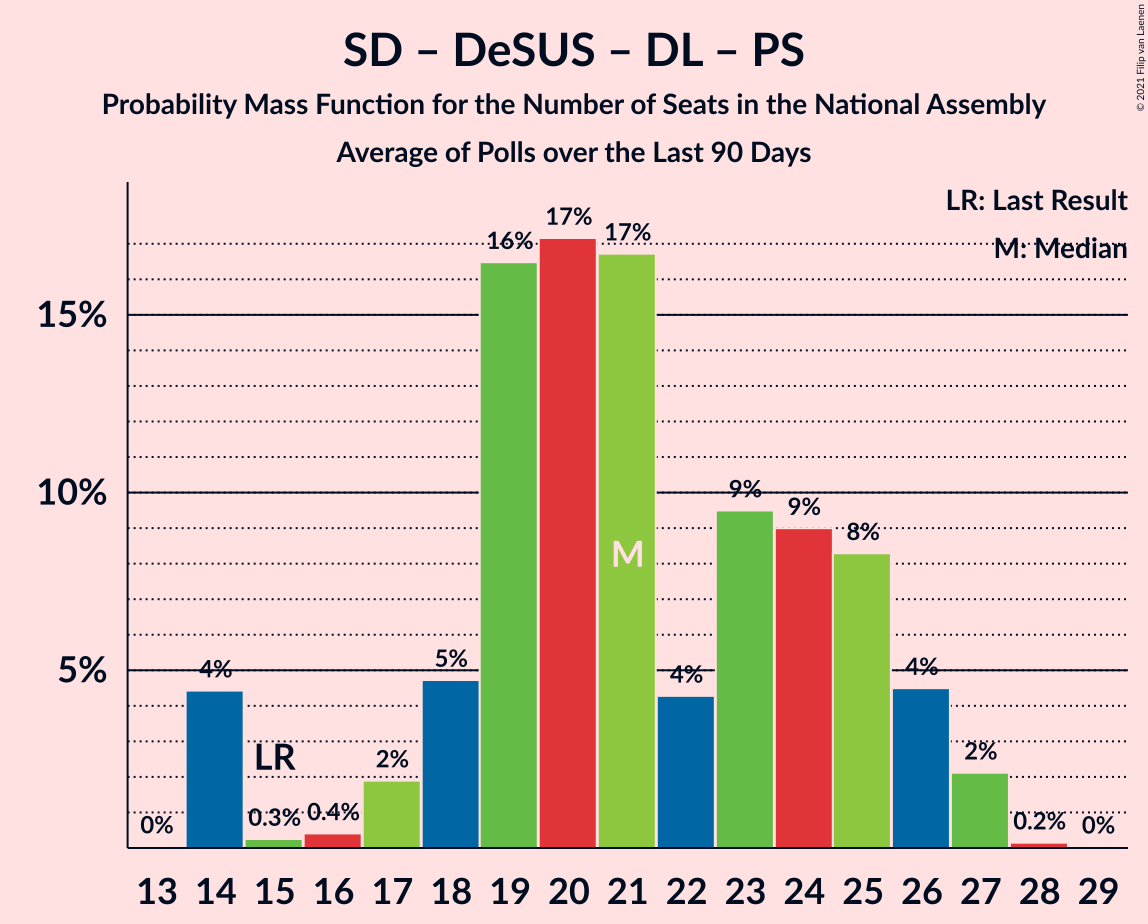 SD – DeSUS – DL – PS
Probability Mass Function for the Number of Seats in the National Assembly
Average of Polls over the Last 90 Days
© 2021 Filip van Laenen
LR: Last Result
M: Median
15%
10%
5%
0%
4%
LR
0.3%
0.4%
2%
5%
16%
17%
17%
M
4%
9%
9%
8%
4%
2%
0.2%
0%
13 14 15 16 17 18 19 20 21 22 23 24 25 26 27 28 29